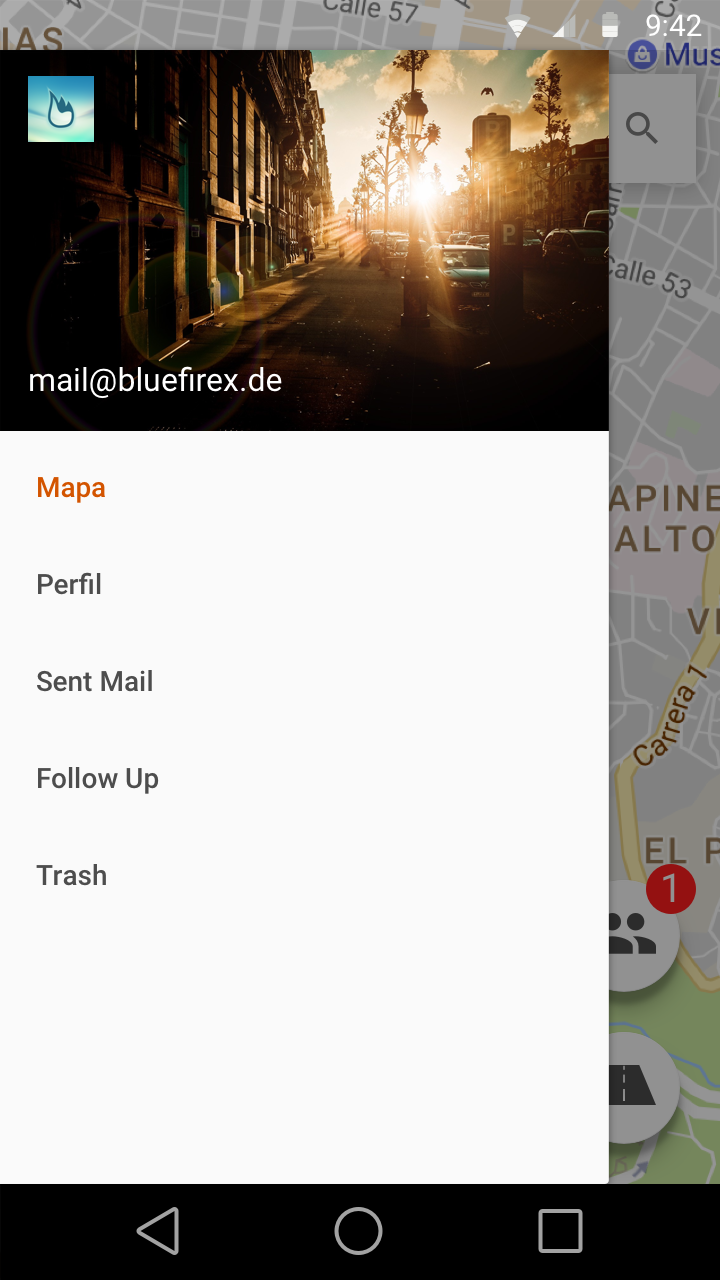 Calle 57
9:42
IAS
Mus
Calle 53
mail@bluefirex.de
P
Mapa
Perfil
Sent Mail
Follow Up
Trash
APINE
ALTO
VI
Carrera 1
EL P
1